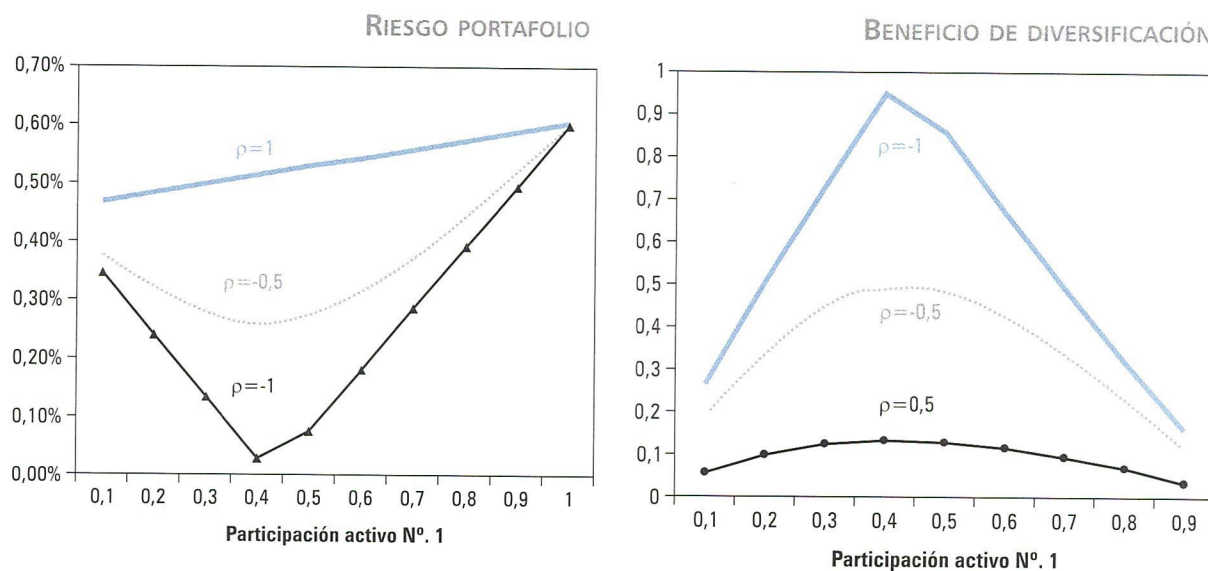 RIESGO PORTAFOLIO
0,70%
0,60%
0,50%
0,40%
0,30%
0,20%
0,10%
0,00%
ρ=1
ρ=-0,5
ρ=-1
0,1 0,2 0,3 0,4 0,5 0,6 0,7 0,8 0,9 1
Participación activo Nº. 1
BENEFICIO DE DIVERSIFICACIÓN
1
0,9
0,8
0,7
0,6
0,5
0,4
0,3
0,2
0,1
0
ρ=-1
ρ=-0,5
ρ=0,5
0,1 0,2 0,3 0,4 0,5 0,6 0,7 0,8 0,9
Participación activo Nº. 1